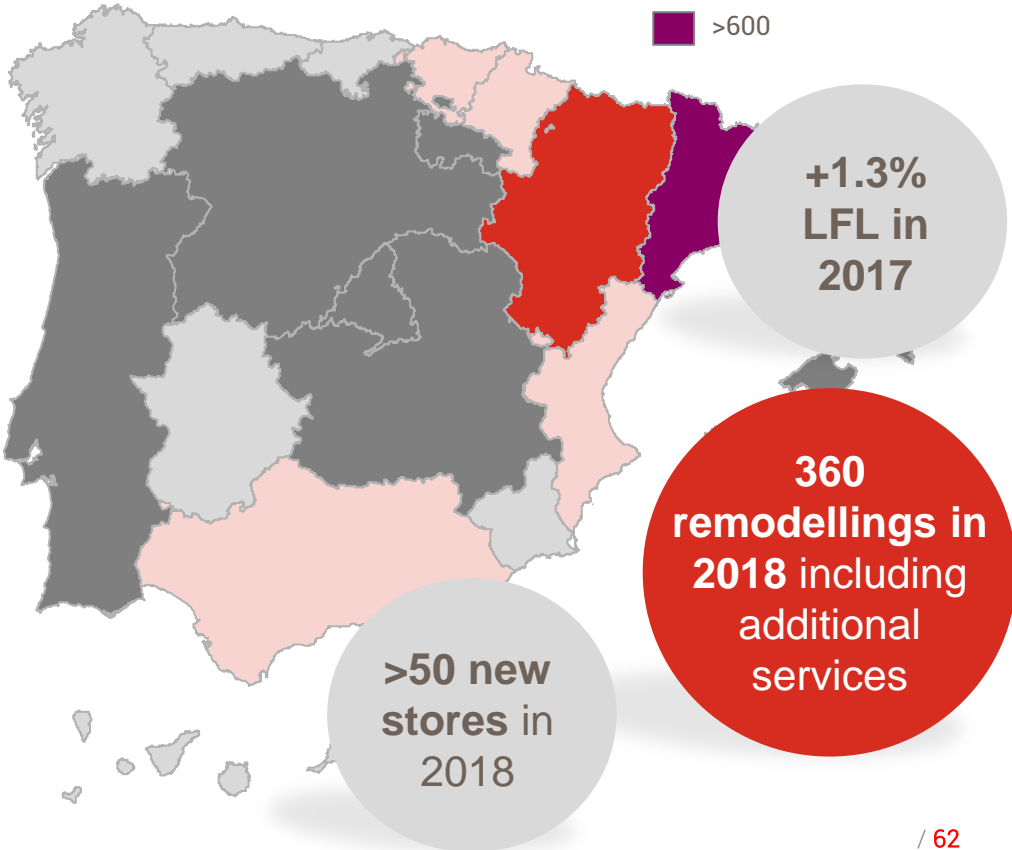 >600
+1.3%
LFL in
2017
360
remodellings in
2018 including
additional
services
>50 new
stores in
2018
/ 62